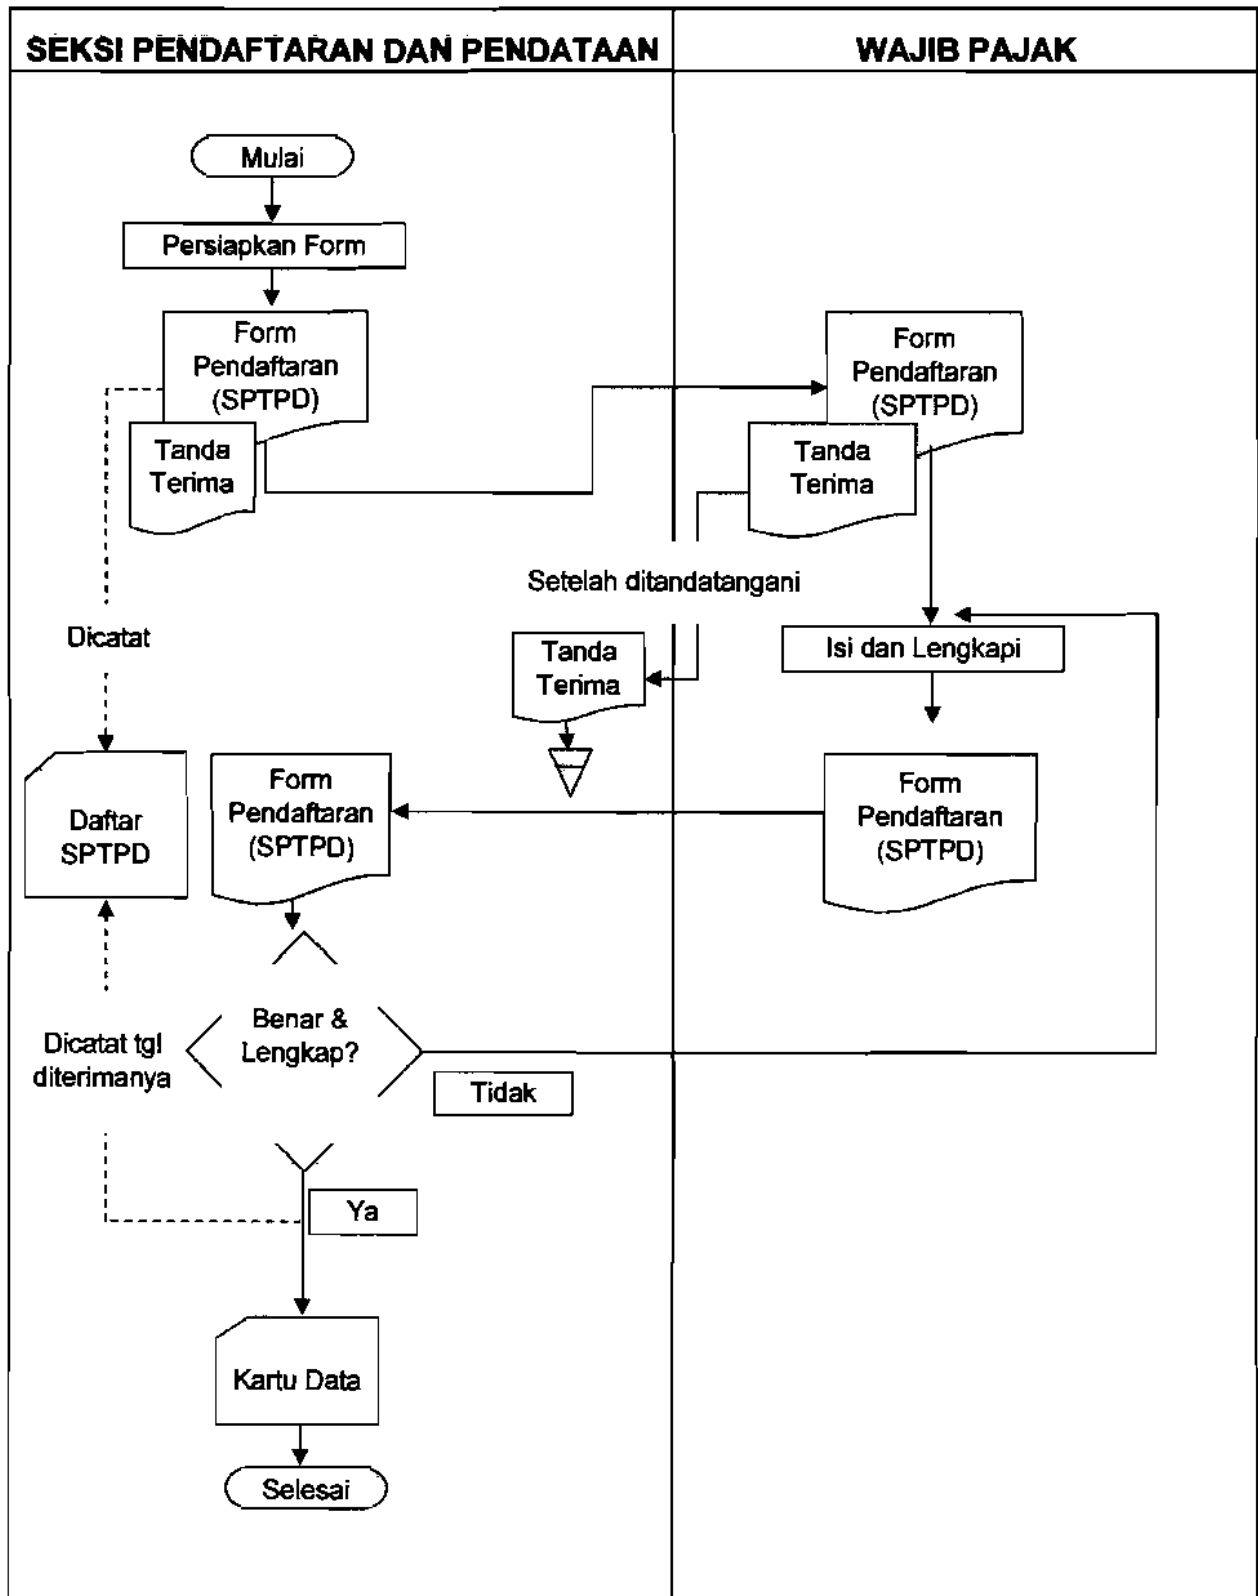 SEKSI PENDAFTARAN DAN PENDATAAN
WAJIB PAJAK
Mulai
Persiapkan Form
Form
Pendaftaran
(SPTPD)
Tanda
Terima
Form
Pendaftaran
(SPTPD)
Tanda
Terima
Setelah ditandatangani
Dicatat
Tanda
Terima
Isi dan Lengkapi
Daftar
SPTPD
Form
Pendaftaran
(SPTPD)
Form
Pendaftaran
(SPTPD)
Benar &
Lengkap?
Dicatat tgl
diterimanya
Tidak
Ya
Kartu Data
Selesai